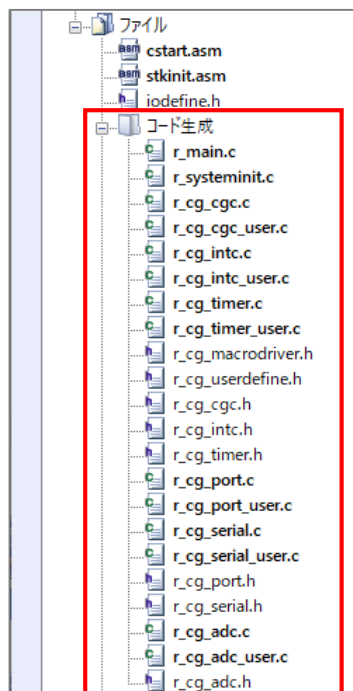 ファイル
cstart.asm
stkinit.asm
iodefine.h
コード生成
r_main.c
r_systeminit.c
r_cg_cgc.c
r_cg_cgc_user.c
r_cg_intc.c
r_cg_intc_user.c
r_cg_timer.c
r_cg_timer_user.c
r_cg_macrodriver.h
r_cg_userdefine.h
r_cg_cgc.h
r_cg_intc.h
r_cg_timer.h
r_cg_port.c
r_cg_port_user.c
r_cg_serial.c
r_cg_serial_user.c
r_cg_port.h
r_cg_serial.h
r_cg_adc.c
r_cg_adc_user.c
r_cg_adc.h